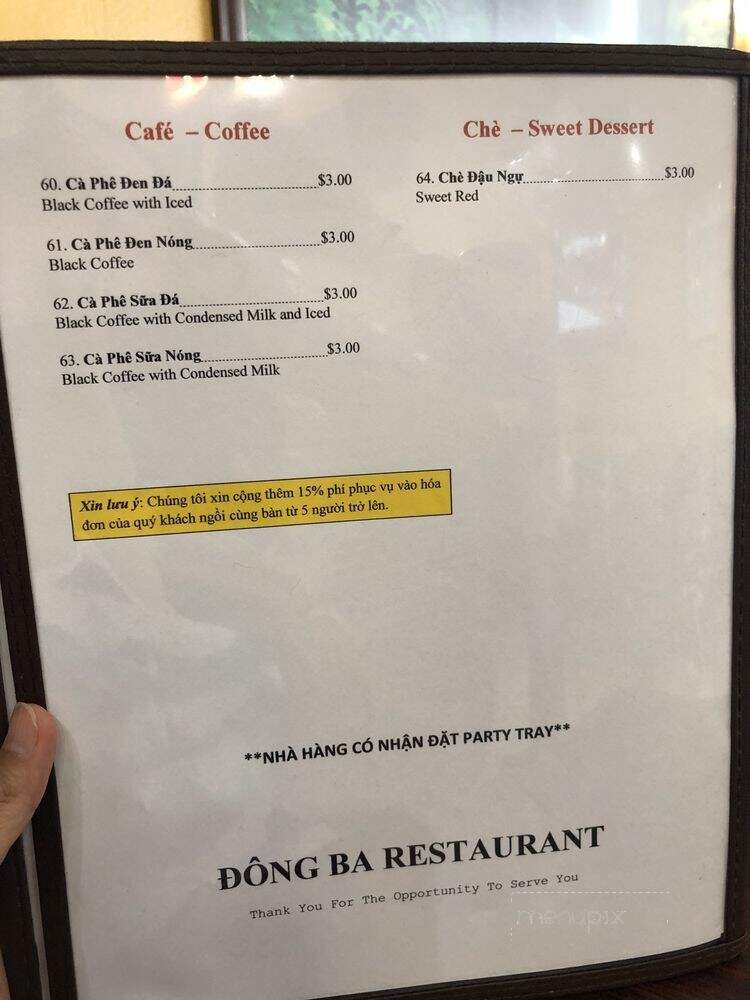 Café – Coffee
60. Cà Phê Đen Đá $3.00
Black Coffee with Iced
61. Cà Phê Đen Nóng $3.00
Black Coffee
62. Cà Phê Sữa Đá $3.00
Black Coffee with Condensed Milk and Iced
63. Cà Phê Sữa Nóng $3.00
Black Coffee with Condensed Milk
Chè – Sweet Dessert
64. Chè Đậu Ngự $3.00
Sweet Red
Xin lưu ý: Chúng tôi xin cộng thêm 15% phí phục vụ vào hóa
đơn của quý khách ngồi cùng bàn từ 5 người trở lên.
**NHÀ HÀNG CÓ NHẬN ĐẶT PARTY TRAY**
ĐÔNG BA RESTAURANT
Thank You For The Opportunity To Serve You
menupix